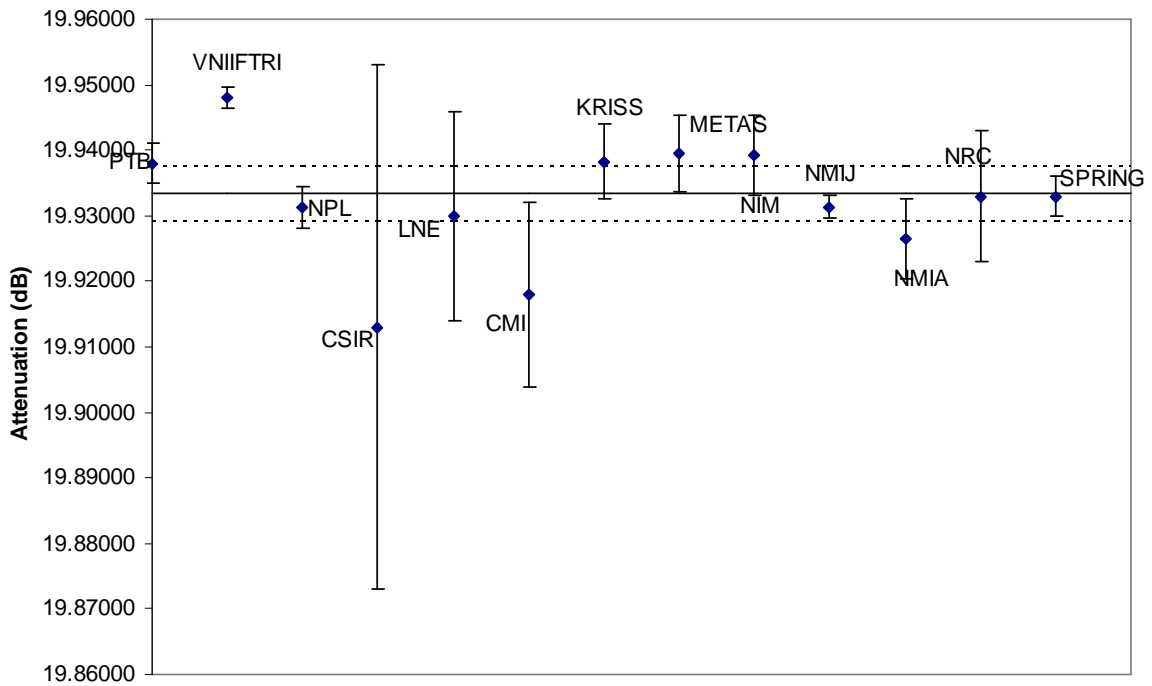 19.96000
VNIIFTRI
19.95000
KRISS
METAS
19.94000
PTB
NRC
NMIJ
SPRING
19.93000
NPL
NIM
LNE
19.92000
NMIA
CMI
CSIR
19.91000
19.90000
19.89000
19.88000
19.87000
19.86000
Attenuation (dB)